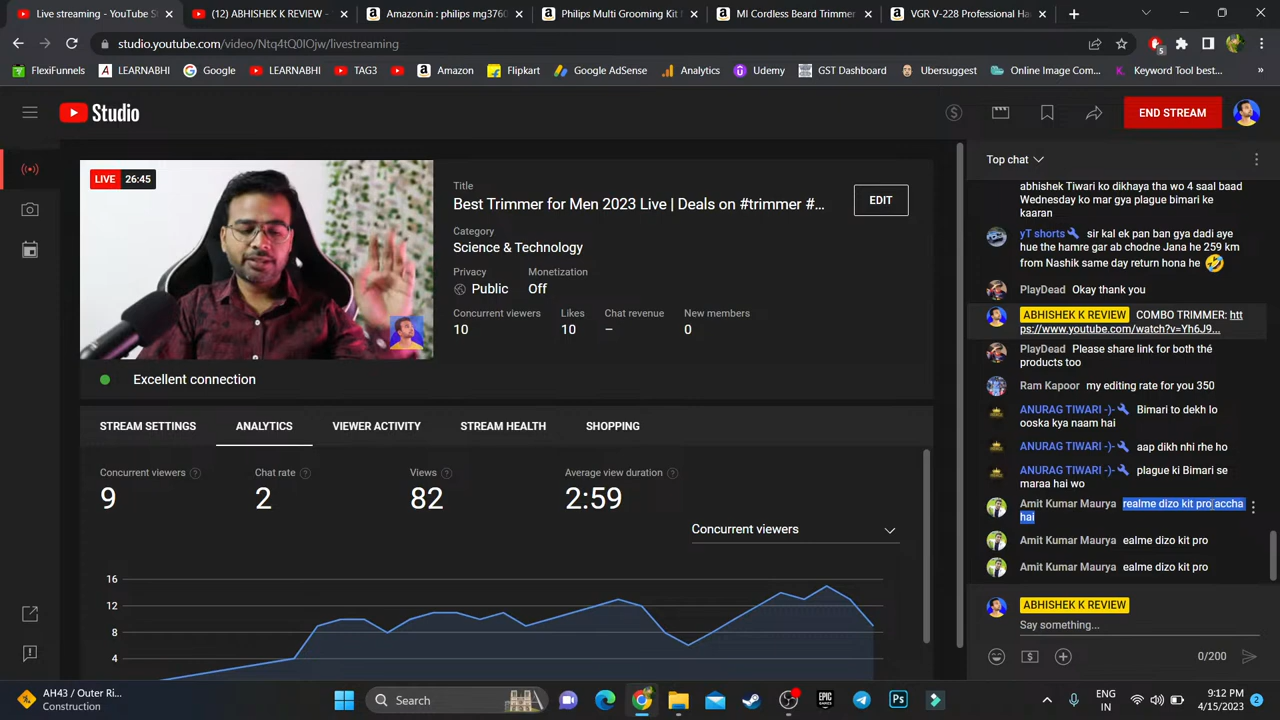 Live streaming - YouTube S
(12) ABHISHEK K REVIEW -
Amazon.in : philips mg3760
Philips Multi Grooming Kit
MI Cordless Beard Trimmer
VGR V-228 Professional Ha
studio.youtube.com/video/Ntq4tQ0IOjw/livestreaming
5
FlexiFunnels
LEARNABHI
Google
LEARNABHI
TAG3
Amazon
Flipkart
Google AdSense
Analytics
Udemy
GST Dashboard
Ubersuggest
Online Image Com...
Keyword Tool best...
»
Studio
END STREAM
LIVE 26:45
Title
Best Trimmer for Men 2023 Live | Deals on #trimmer #...
EDIT
Category
Science & Technology
Privacy Monetization
Public Off
Concurrent viewers Likes Chat revenue New members
10 10 – 0
Excellent connection
STREAM SETTINGS ANALYTICS VIEWER ACTIVITY STREAM HEALTH SHOPPING
Concurrent viewers Chat rate Views Average view duration
9 2 82 2:59
Concurrent viewers
16
12
8
4
Top chat
abhishek Tiwari ko dikhaya tha wo 4 saal baad
Wednesday ko mar gya plague bimari ke
kaaran
yT shorts sir kal ek pan ban gya dadi aye
hue the hamre gar ab chodne Jana he 259 km
from Nashik same day return hona he 🤣
PlayDead Okay thank you
ABHISHEK K REVIEW COMBO TRIMMER: htt
ps://www.youtube.com/watch?v=Yh6J9...
PlayDead Please share link for both thé
products too
Ram Kapoor my editing rate for you 350
ANURAG TIWARI -)- Bimari to dekh lo
ooska kya naam hai
ANURAG TIWARI -)- aap dikh nhi rhe ho
ANURAG TIWARI -)- plague ki Bimari se
maraa hai wo
Amit Kumar Maurya realme dizo kit pro accha
hai
Amit Kumar Maurya ealme dizo kit pro
Amit Kumar Maurya ealme dizo kit pro
ABHISHEK K REVIEW
Say something...
0/200
AH43 / Outer Ri...
Construction
Search
EPIC GAMES
Ps
ENG
IN
9:12 PM
4/15/2023
2